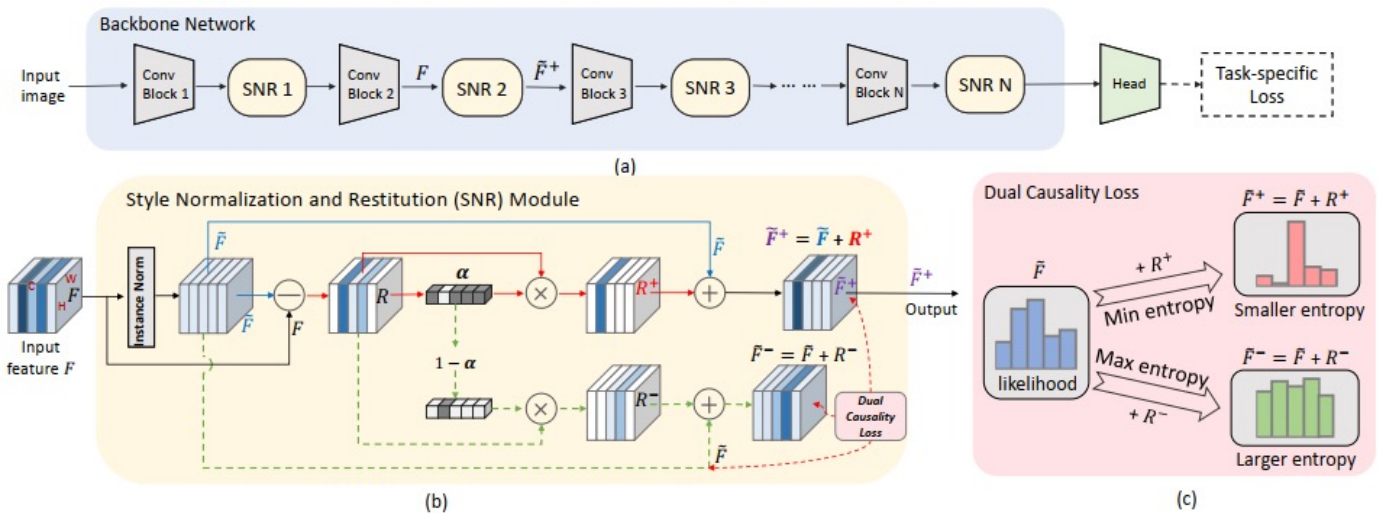 Backbone Network
Input
image
Conv
Block 1
SNR 1
Conv
Block 2
F
SNR 2
F̃⁺
Conv
Block 3
SNR 3
... ...
Conv
Block N
SNR N
Head
Task-specific
Loss
(a)
Style Normalization and Restitution (SNR) Module
C
W
H
F
Input
feature F
Instance Norm
F̃
F̃
−
F
R
α
×
R⁺
F̃
+
F̃⁺ = F̃ + R⁺
F̃⁺
F̃⁺
Output
1 − α
×
R⁻
+
F̃
F̃⁻ = F̃ + R⁻
Dual
Causality
Loss
(b)
Dual Causality Loss
F̃
likelihood
+ R⁺
Min entropy
F̃⁺ = F̃ + R⁺
Smaller entropy
Max entropy
+ R⁻
F̃⁻ = F̃ + R⁻
Larger entropy
(c)